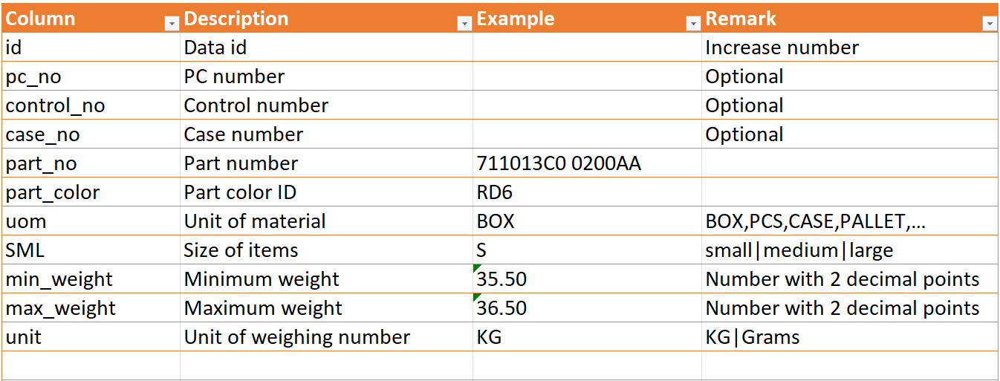 Column Description Example Remark
id Data id Increase number
pc_no PC number Optional
control_no Control number Optional
case_no Case number Optional
part_no Part number 711013C0 0200AA
part_color Part color ID RD6
uom Unit of material BOX BOX,PCS,CASE,PALLET,...
SML Size of items S small|medium|large
min_weight Minimum weight 35.50 Number with 2 decimal points
max_weight Maximum weight 36.50 Number with 2 decimal points
unit Unit of weighing number KG KG|Grams